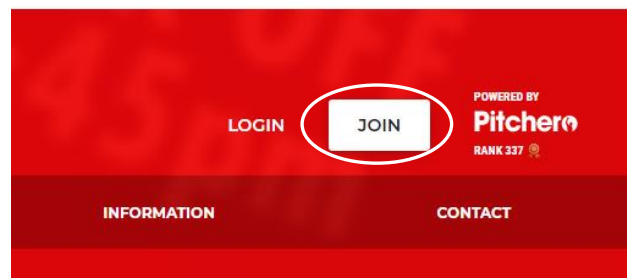 LOGIN
JOIN
POWERED BY
Pitchero
RANK 337
INFORMATION
CONTACT